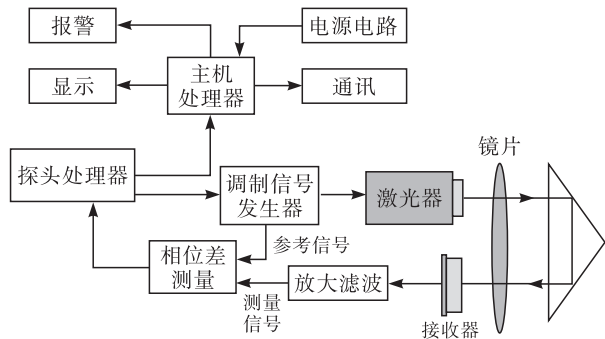 报警
电源电路
显示
主机
处理器
通讯
镜片
探头处理器
调制信号
发生器
激光器
参考信号
相位差
测量
放大滤波
测量
信号
接收器